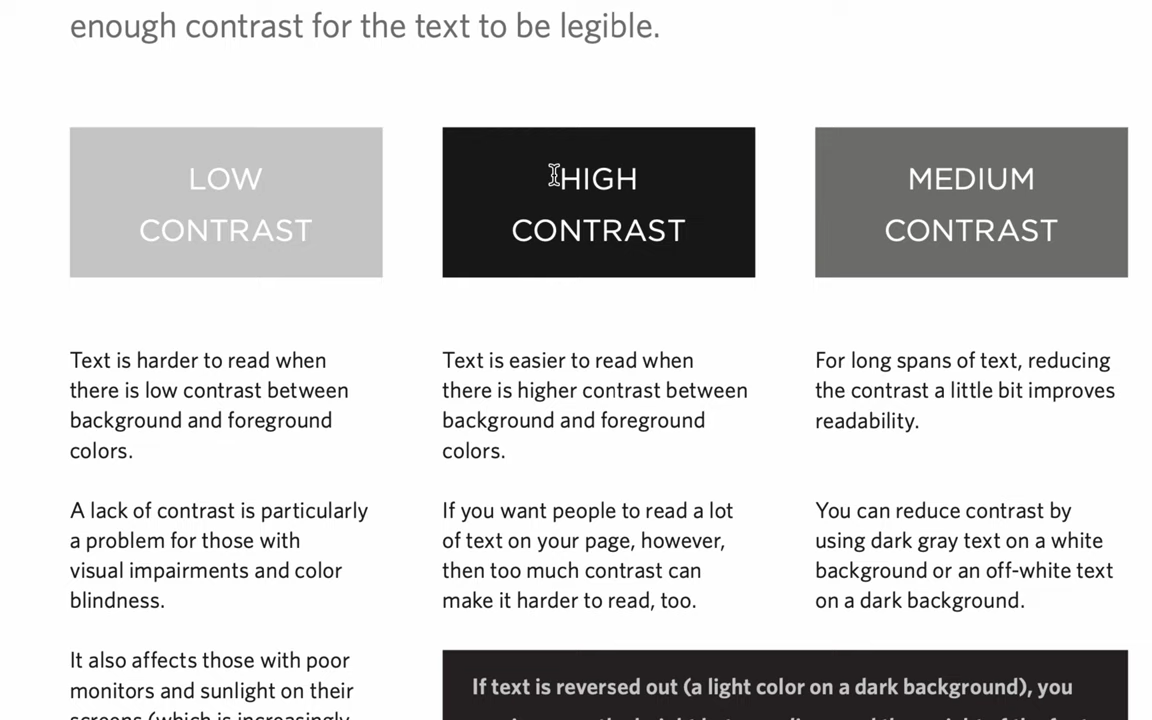 enough contrast for the text to be legible.
LOW
CONTRAST
HIGH
CONTRAST
MEDIUM
CONTRAST
Text is harder to read when
there is low contrast between
background and foreground
colors.
A lack of contrast is particularly
a problem for those with
visual impairments and color
blindness.
It also affects those with poor
monitors and sunlight on their
screens (which is increasingly
Text is easier to read when
there is higher contrast between
background and foreground
colors.
If you want people to read a lot
of text on your page, however,
then too much contrast can
make it harder to read, too.
For long spans of text, reducing
the contrast a little bit improves
readability.
You can reduce contrast by
using dark gray text on a white
background or an off-white text
on a dark background.
If text is reversed out (a light color on a dark background), you